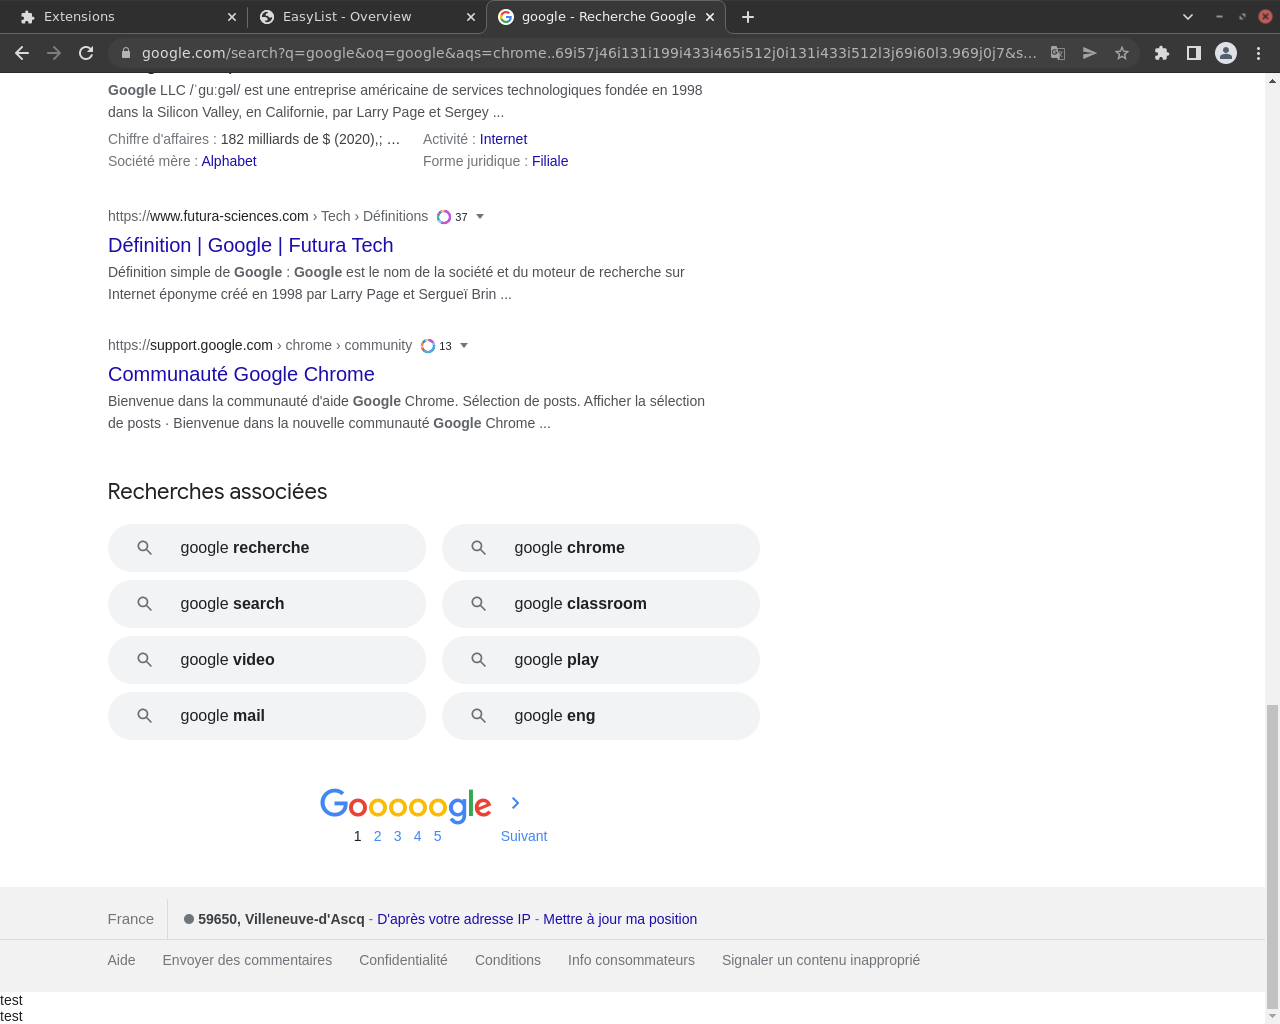 Extensions
EasyList - Overview
google - Recherche Google
google.com/search?q=google&oq=google&aqs=chrome..69i57j46i131i199i433i465i512j0i131i433i512l3j69i60l3.969j0j7&s...
Google LLC /ˈɡuːɡəl/ est une entreprise américaine de services technologiques fondée en 1998
dans la Silicon Valley, en Californie, par Larry Page et Sergey ...
Chiffre d'affaires : 182 milliards de $ (2020),; … Activité : Internet
Société mère : Alphabet Forme juridique : Filiale
https://www.futura-sciences.com › Tech › Définitions 37
Définition | Google | Futura Tech
Définition simple de Google : Google est le nom de la société et du moteur de recherche sur
Internet éponyme créé en 1998 par Larry Page et Sergueï Brin ...
https://support.google.com › chrome › community 13
Communauté Google Chrome
Bienvenue dans la communauté d'aide Google Chrome. Sélection de posts. Afficher la sélection
de posts · Bienvenue dans la nouvelle communauté Google Chrome ...
Recherches associées
google recherche google chrome
google search google classroom
google video google play
google mail google eng
Gooooogle
1 2 3 4 5 Suivant
France 59650, Villeneuve-d'Ascq - D'après votre adresse IP - Mettre à jour ma position
Aide Envoyer des commentaires Confidentialité Conditions Info consommateurs Signaler un contenu inapproprié
test
test